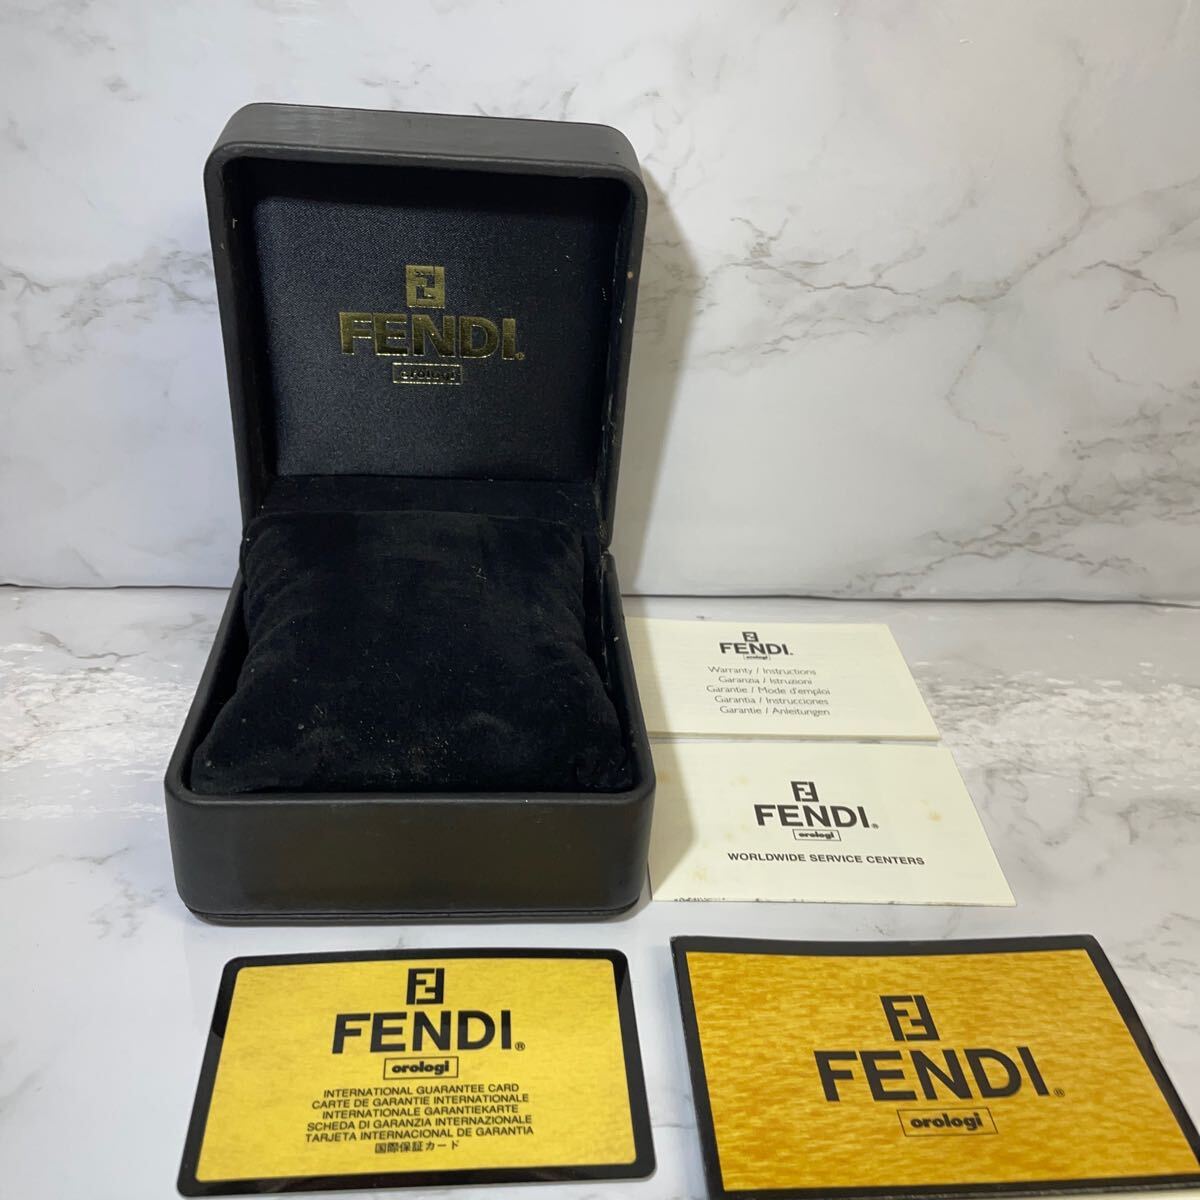 FENDI®
orologi
FENDI.
orologi
Warranty / Instructions
Garanzia / Istruzioni
Garantie / Mode d'emploi
Garantia / Instrucciones
Garantie / Anleitungen
FENDI®
orologi
WORLDWIDE SERVICE CENTERS
FENDI®
orologi
INTERNATIONAL GUARANTEE CARD
CARTE DE GARANTIE INTERNATIONALE
INTERNATIONALE GARANTIEKARTE
SCHEDA DI GARANZIA INTERNAZIONALE
TARJETA INTERNACIONAL DE GARANTIA
国際保証カード
FENDI®
orologi